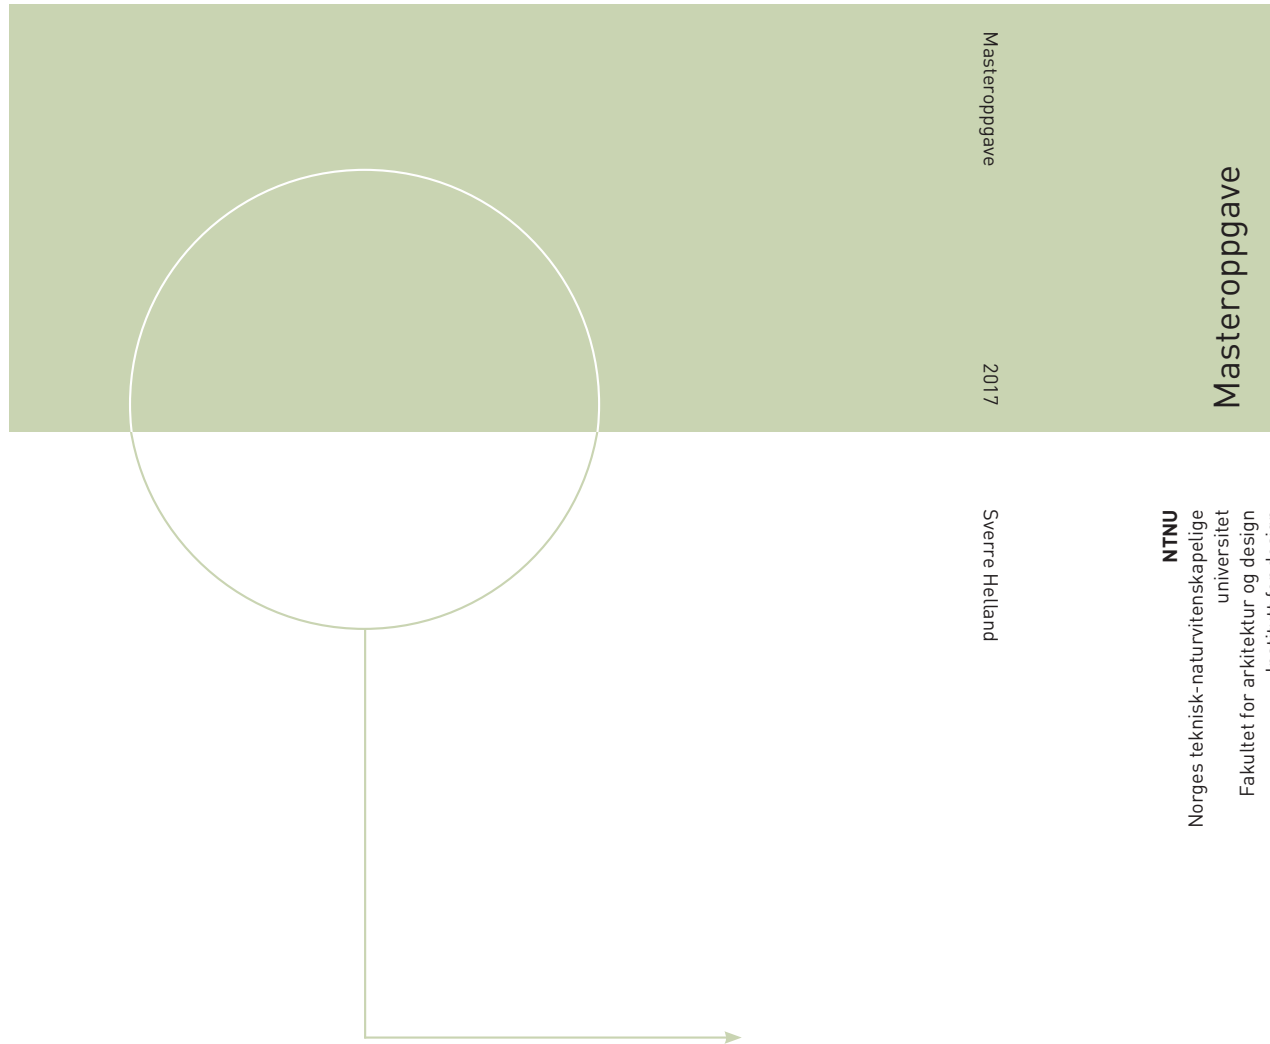 Masteroppgave
2017
Sverre Helland
Masteroppgave
NTNU
Norges teknisk-naturvitenskapelige
universitet
Fakultet for arkitektur og design